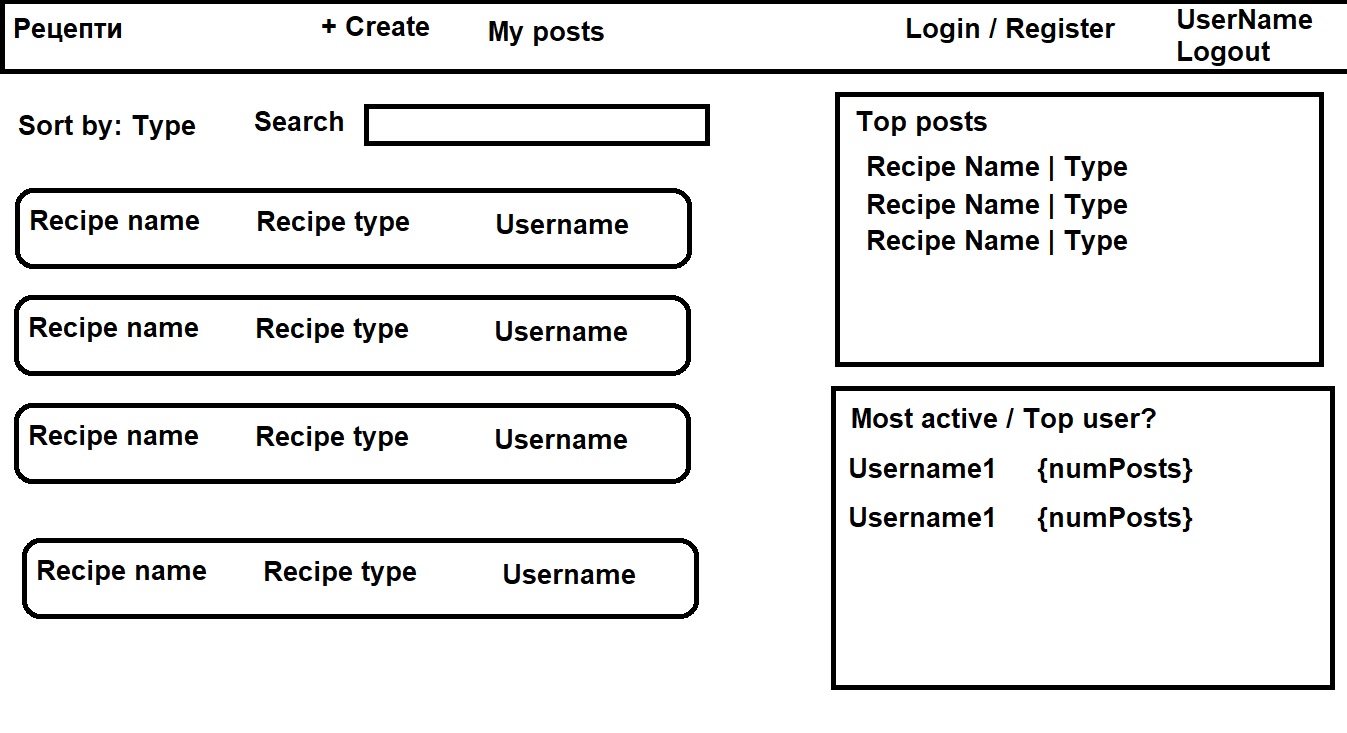 Рецепти + Create My posts Login / Register UserName
Logout
Sort by: Type Search
Recipe name Recipe type Username
Recipe name Recipe type Username
Recipe name Recipe type Username
Recipe name Recipe type Username
Top posts
Recipe Name | Type
Recipe Name | Type
Recipe Name | Type
Most active / Top user?
Username1 {numPosts}
Username1 {numPosts}